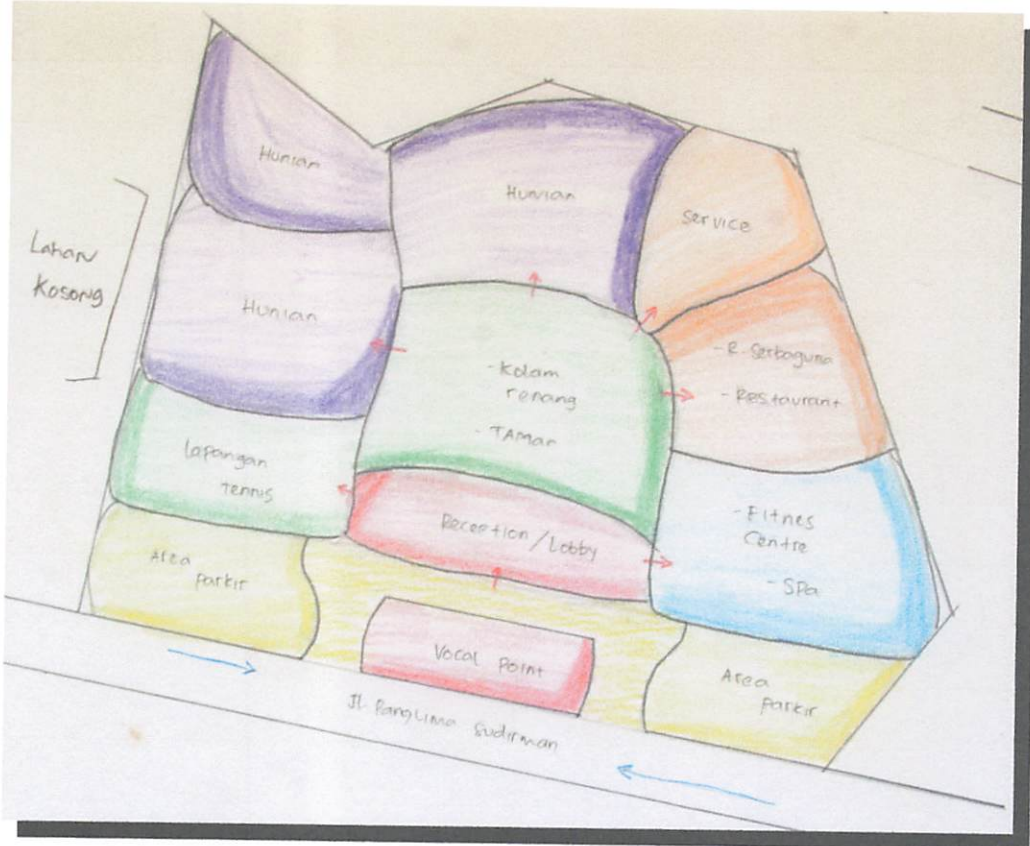 Hunian
Hunian
Service
Lahan
Kosong
Hunian
- R. Serbaguna
- Restaurant
- Kolam
renang
- TAMan
Lapangan
Tennis
Reception / Lobby
- Fitnes
Centre
- Spa
Area
parkir
Vocal Point
Area
parkir
Jl. Panglima Sudirman